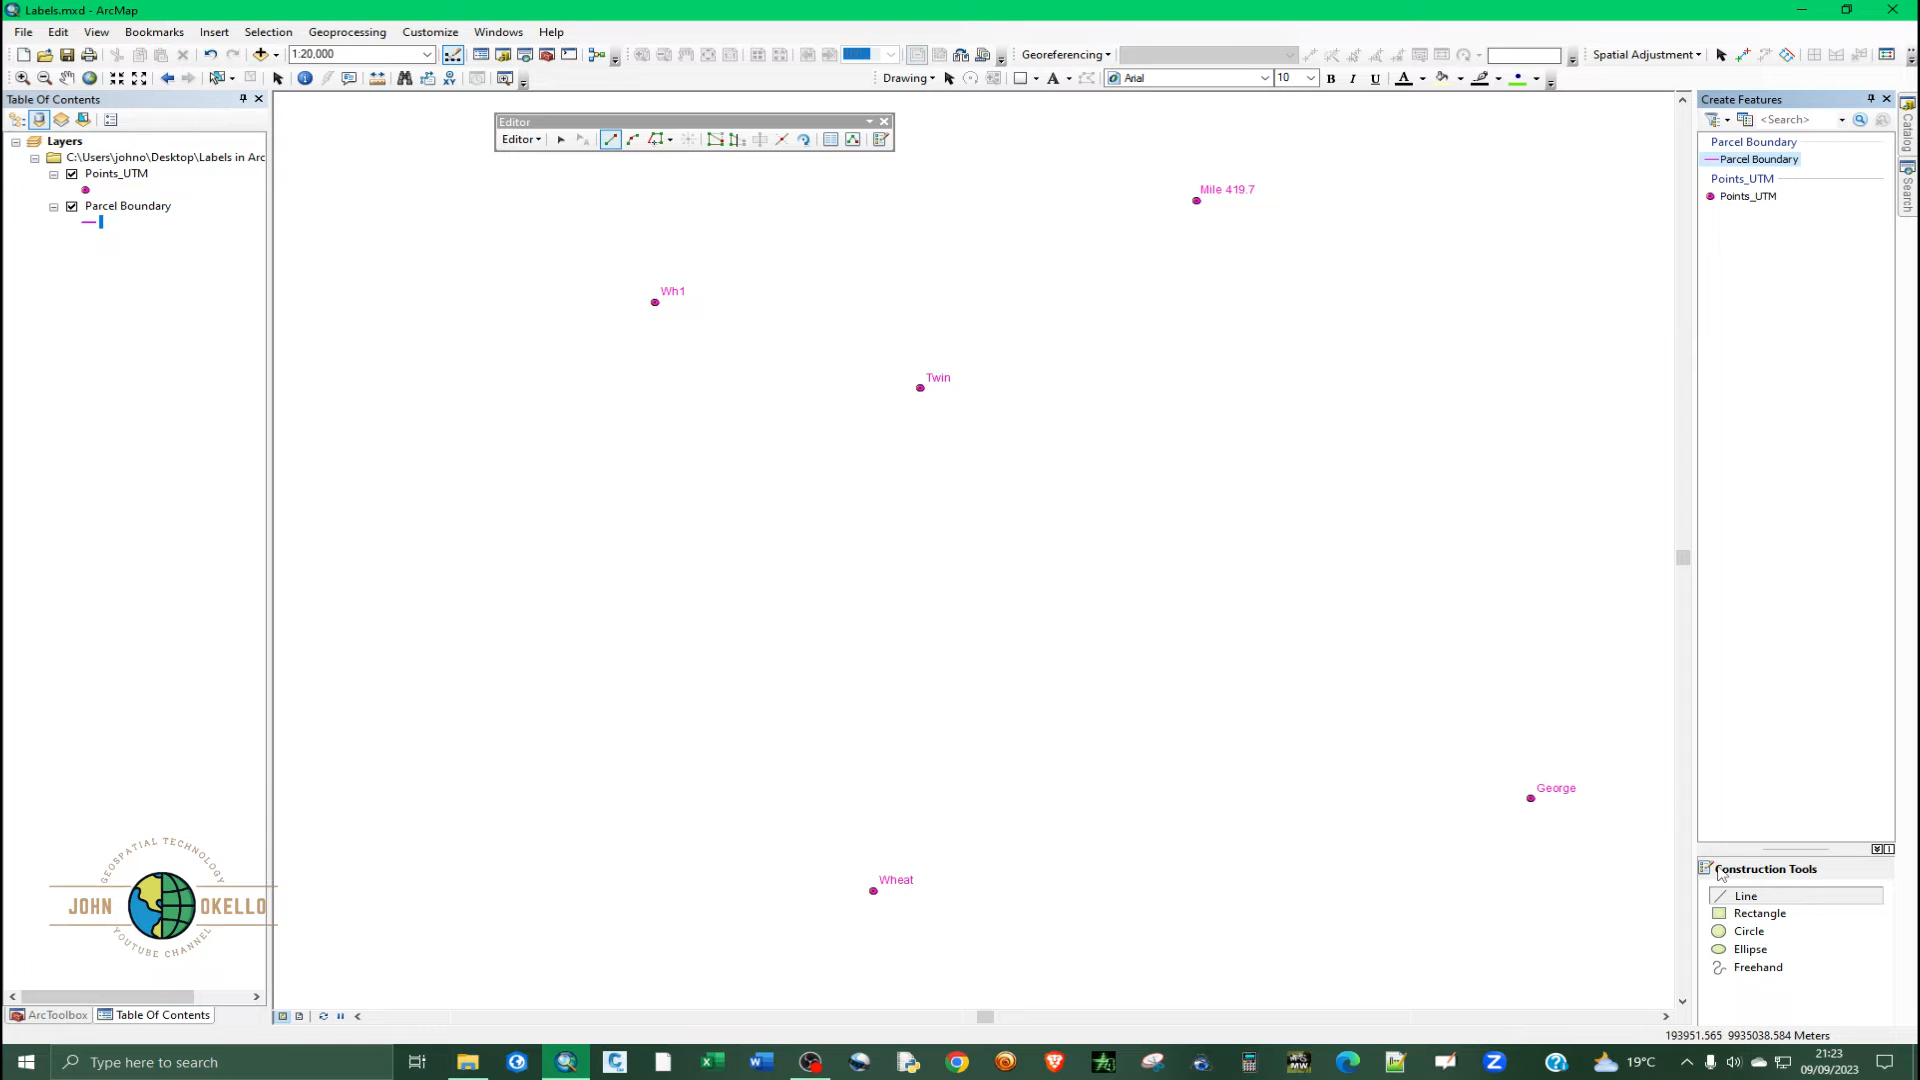 Labels.mxd - ArcMap
File Edit View Bookmarks Insert Selection Geoprocessing Customize Windows Help
1:20,000 Georeferencing Spatial Adjustment
Drawing Arial 10 B I U A
Table Of Contents
Layers
C:\Users\johno\Desktop\Labels in Arc
Points_UTM
Parcel Boundary
Editor
Editor
Mile 419.7
Wh1
Twin
George
Wheat
Create Features
<Search>
Parcel Boundary
Parcel Boundary
Points_UTM
Points_UTM
Catalog
Search
Construction Tools
Line
Rectangle
Circle
Ellipse
Freehand
GEOSPATIAL TECHNOLOGY
JOHN OKELLO
YOUTUBE CHANNEL
ArcToolbox Table Of Contents
193951.565 9935038.584 Meters
Type here to search
19°C
21:23
09/09/2023